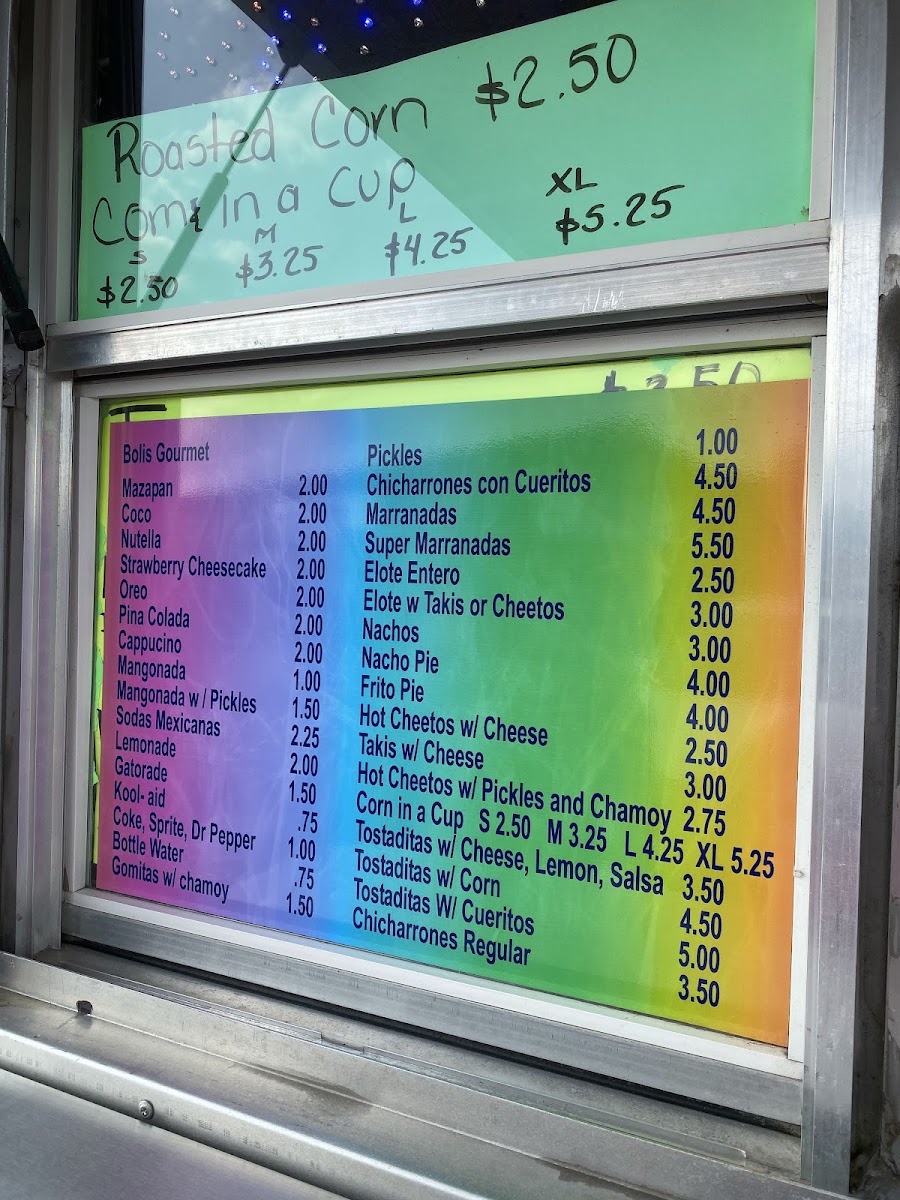 Roasted Corn $2.50
Corn in a Cup
S M L XL
$2.50 $3.25 $4.25 $5.25
Bolis Gourmet
Mazapan 2.00
Coco 2.00
Nutella 2.00
Strawberry Cheesecake 2.00
Oreo 2.00
Pina Colada 2.00
Cappucino 2.00
Mangonada 1.00
Mangonada w/ Pickles 1.50
Sodas Mexicanas 2.25
Lemonade 2.00
Gatorade 1.50
Kool- aid .75
Coke, Sprite, Dr Pepper 1.00
Bottle Water .75
Gomitas w/ chamoy 1.50
Pickles 1.00
Chicharrones con Cueritos 4.50
Marranadas 4.50
Super Marranadas 5.50
Elote Entero 2.50
Elote w Takis or Cheetos 3.00
Nachos 3.00
Nacho Pie 4.00
Frito Pie 4.00
Hot Cheetos w/ Cheese 2.50
Takis w/ Cheese 3.00
Hot Cheetos w/ Pickles and Chamoy 2.75
Corn in a Cup S 2.50 M 3.25 L 4.25 XL 5.25
Tostaditas w/ Cheese, Lemon, Salsa 3.50
Tostaditas w/ Corn 4.50
Tostaditas W/ Cueritos 5.00
Chicharrones Regular 3.50